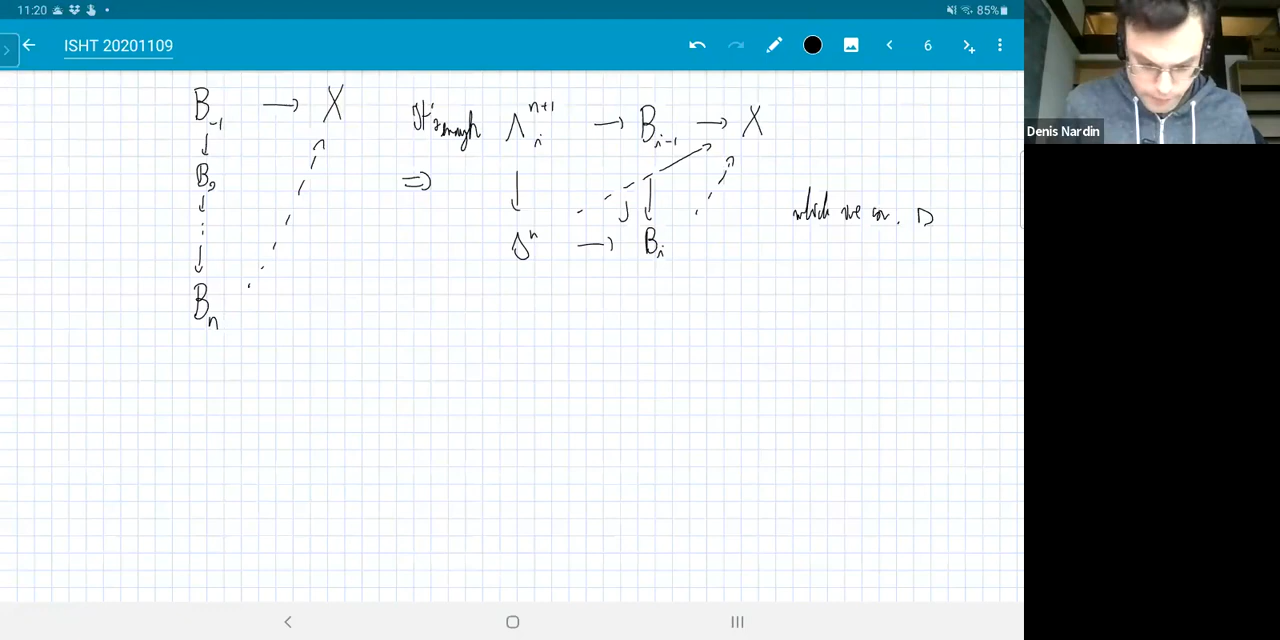 11:20
85%
ISHT 20201109
6
B_{-1} → X
B_0
⋮
B_n
⇒
It's enough Λ_i^{n+1} → B_{i-1} → X
Δ^n → B_i
which we can. □
Denis Nardin